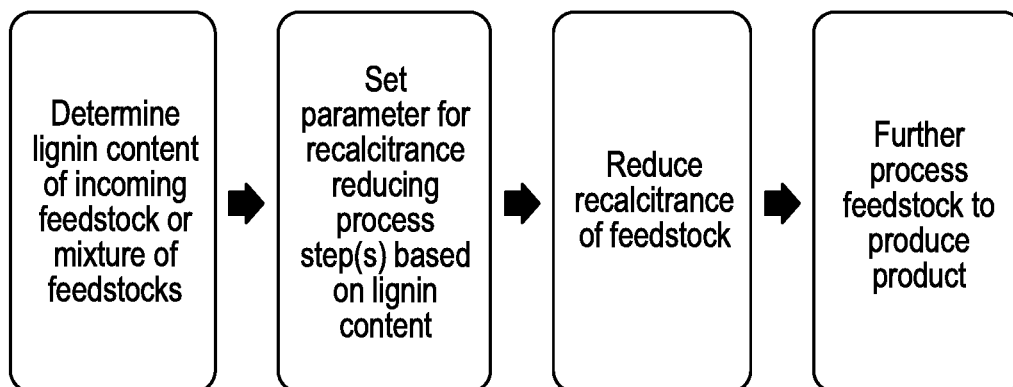 Determine
lignin content
of incoming
feedstock or
mixture of
feedstocks
Set
parameter for
recalcitrance
reducing
process
step(s) based
on lignin
content
Reduce
recalcitrance
of feedstock
Further
process
feedstock to
produce
product